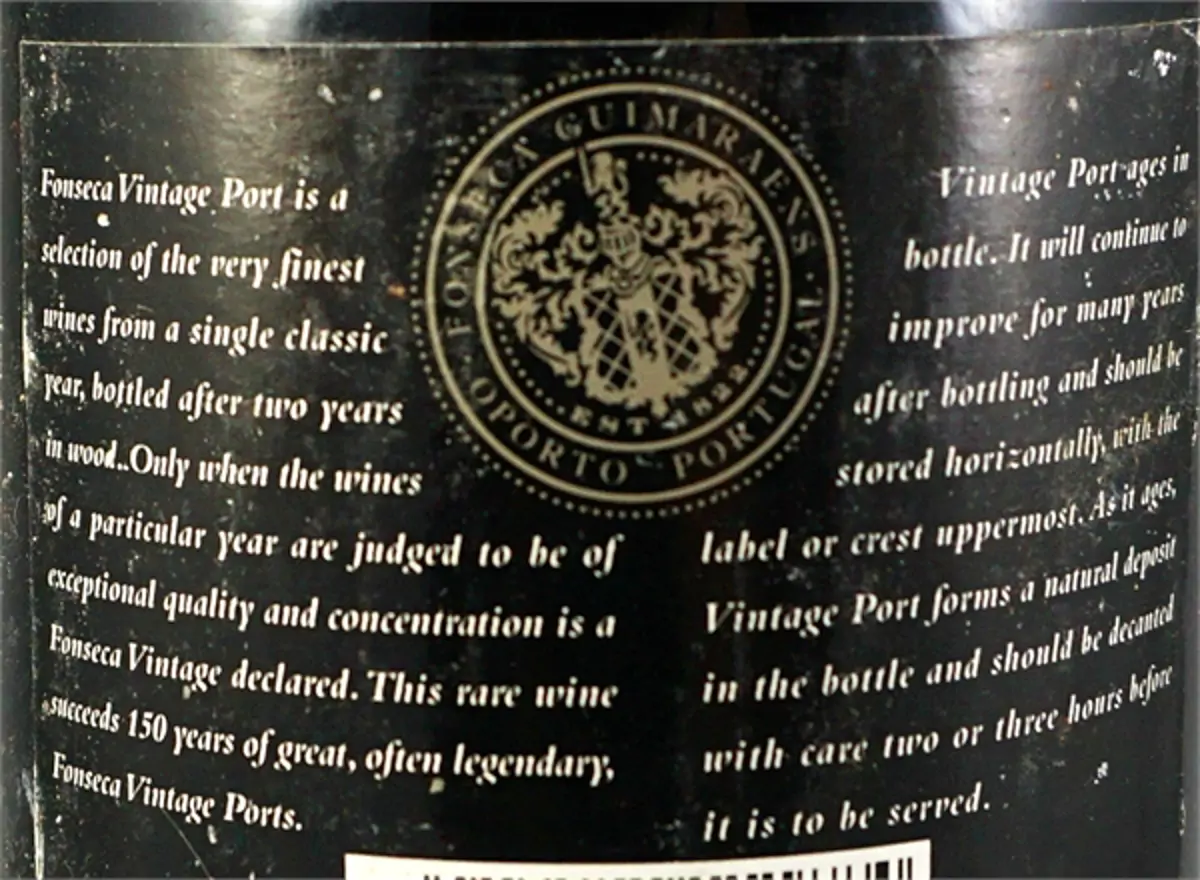 FONSECA GUIMARAENS · PORTUGAL
OPORTO
EST 1822
Fonseca Vintage Port is a
selection of the very finest
wines from a single classic
year, bottled after two years
in wood. Only when the wines
of a particular year are judged to be of
exceptional quality and concentration is a
Fonseca Vintage declared. This rare wine
succeeds 150 years of great, often legendary,
Fonseca Vintage Ports.
Vintage Port ages in
bottle. It will continue to
improve for many years
after bottling and should be
stored horizontally, with the
label or crest uppermost. As it ages,
Vintage Port forms a natural deposit
in the bottle and should be decanted
with care two or three hours before
it is to be served.